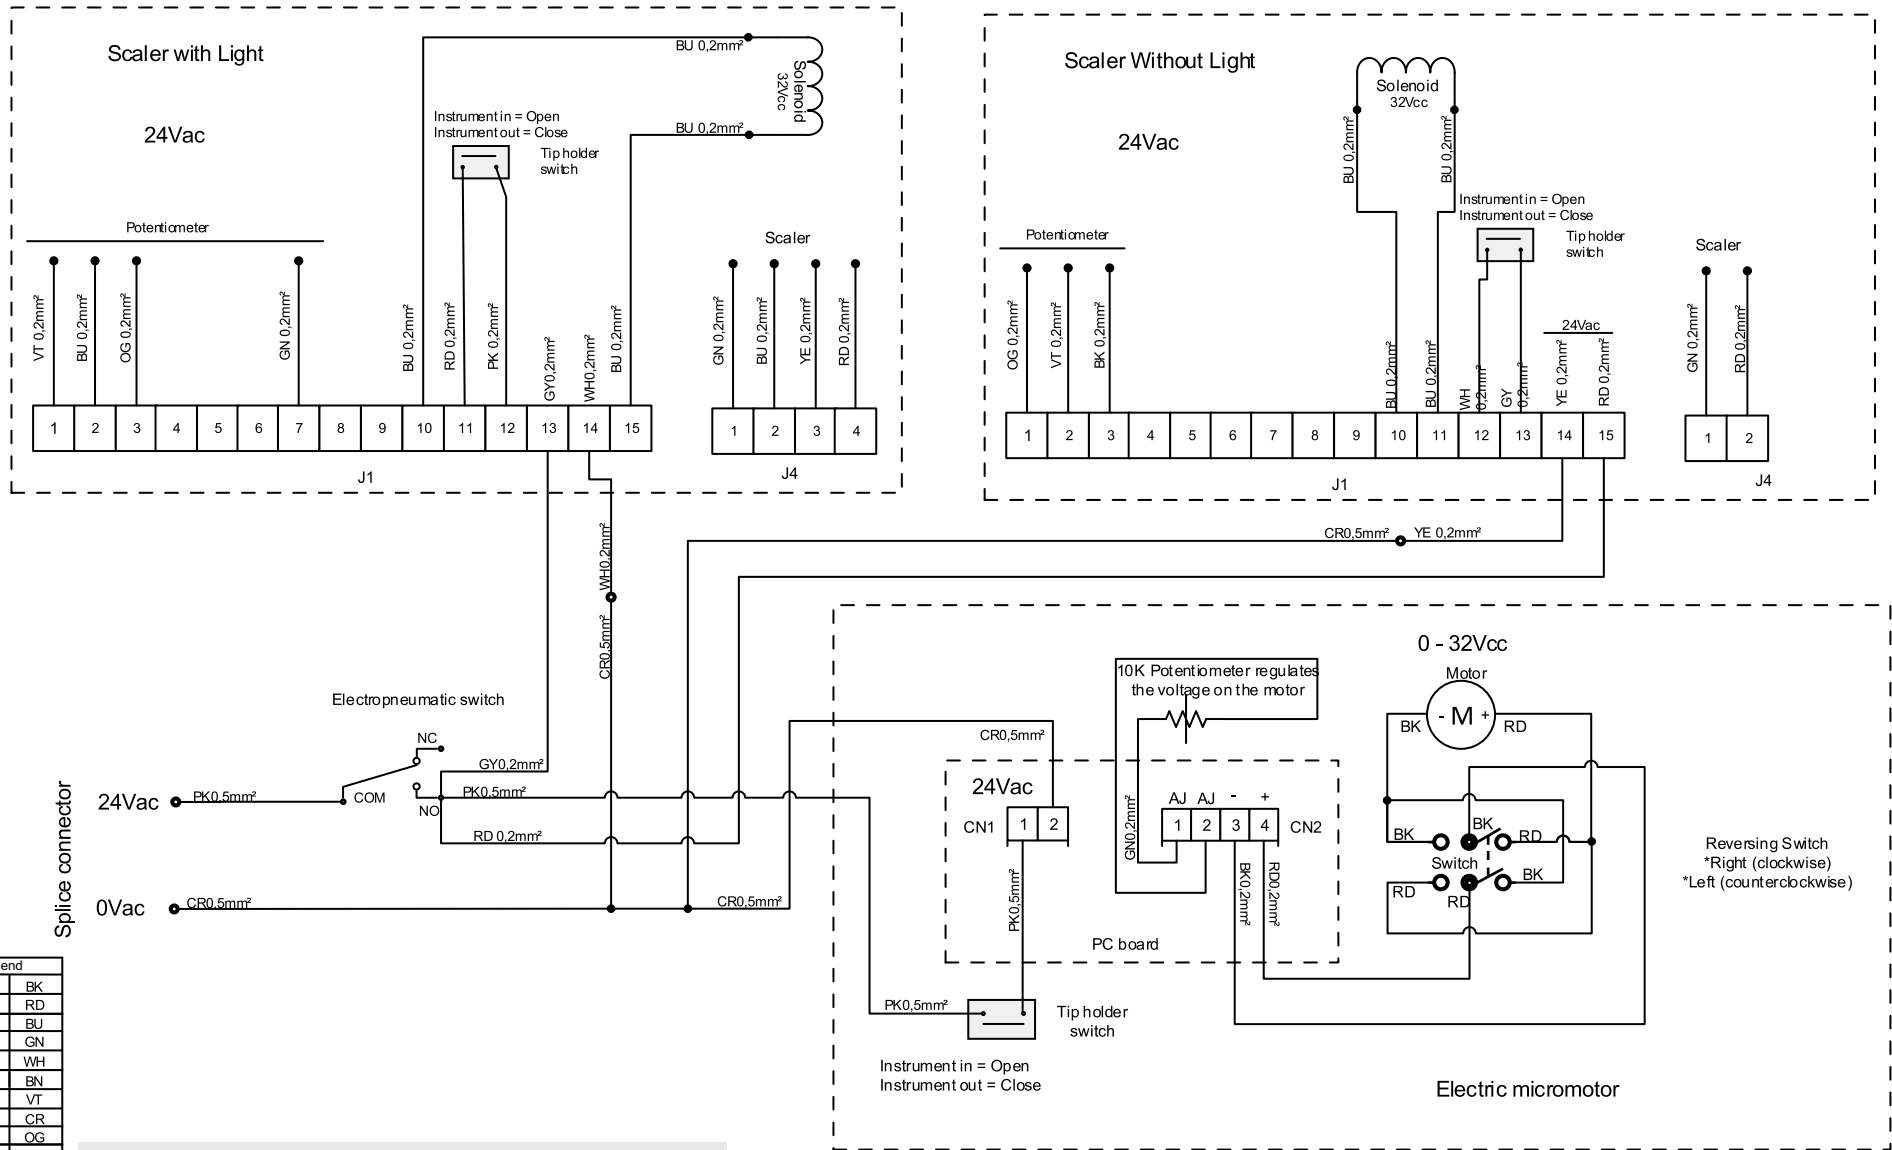 Scaler with Light
24Vac
BU 0,2mm²
Solenoid
32Vcc
BU 0,2mm²
Instrument in = Open
Instrument out = Close
Tip holder
switch
Potentiometer
VT 0,2mm²
BU 0,2mm²
OG 0,2mm²
GN 0,2mm²
BU 0,2mm²
RD 0,2mm²
PK 0,2mm²
GY0,2mm²
WH0,2mm²
BU 0,2mm²
1 2 3 4 5 6 7 8 9 10 11 12 13 14 15
J1
Scaler
GN 0,2mm²
BU 0,2mm²
YE 0,2mm²
RD 0,2mm²
1 2 3 4
J4
Scaler Without Light
24Vac
Solenoid
32Vcc
BU 0,2mm²
BU 0,2mm²
Instrument in = Open
Instrument out = Close
Tip holder
switch
Potentiometer
OG 0,2mm²
VT 0,2mm²
BK 0,2mm²
BU 0,2mm²
BU 0,2mm²
WH
0,2mm²
GY
0,2mm²
24Vac
YE 0,2mm²
RD 0,2mm²
1 2 3 4 5 6 7 8 9 10 11 12 13 14 15
J1
Scaler
GN 0,2mm²
RD 0,2mm²
1 2
J4
CR0,5mm²
YE 0,2mm²
WH0,2mm²
CR0,5mm²
Electropneumatic switch
NC
COM
NO
GY0,2mm²
PK0,5mm²
RD 0,2mm²
Splice connector
24Vac
PK0,5mm²
0Vac
CR0,5mm²
CR0,5mm²
CR0,5mm²
10K Potentiometer regulates
the voltage on the motor
24Vac
CN1
1 2
GN0,2mm²
AJ AJ - +
1 2 3 4
CN2
PK0,5mm²
BK0,2mm²
RD0,2mm²
PC board
PK0,5mm²
Tip holder
switch
Instrument in = Open
Instrument out = Close
0 - 32Vcc
Motor
BK
- M +
RD
BK
BK
RD
Switch
RD
RD
BK
Reversing Switch
*Right (clockwise)
*Left (counterclockwise)
Electric micromotor
end
BK
RD
BU
GN
WH
BN
VT
CR
OG